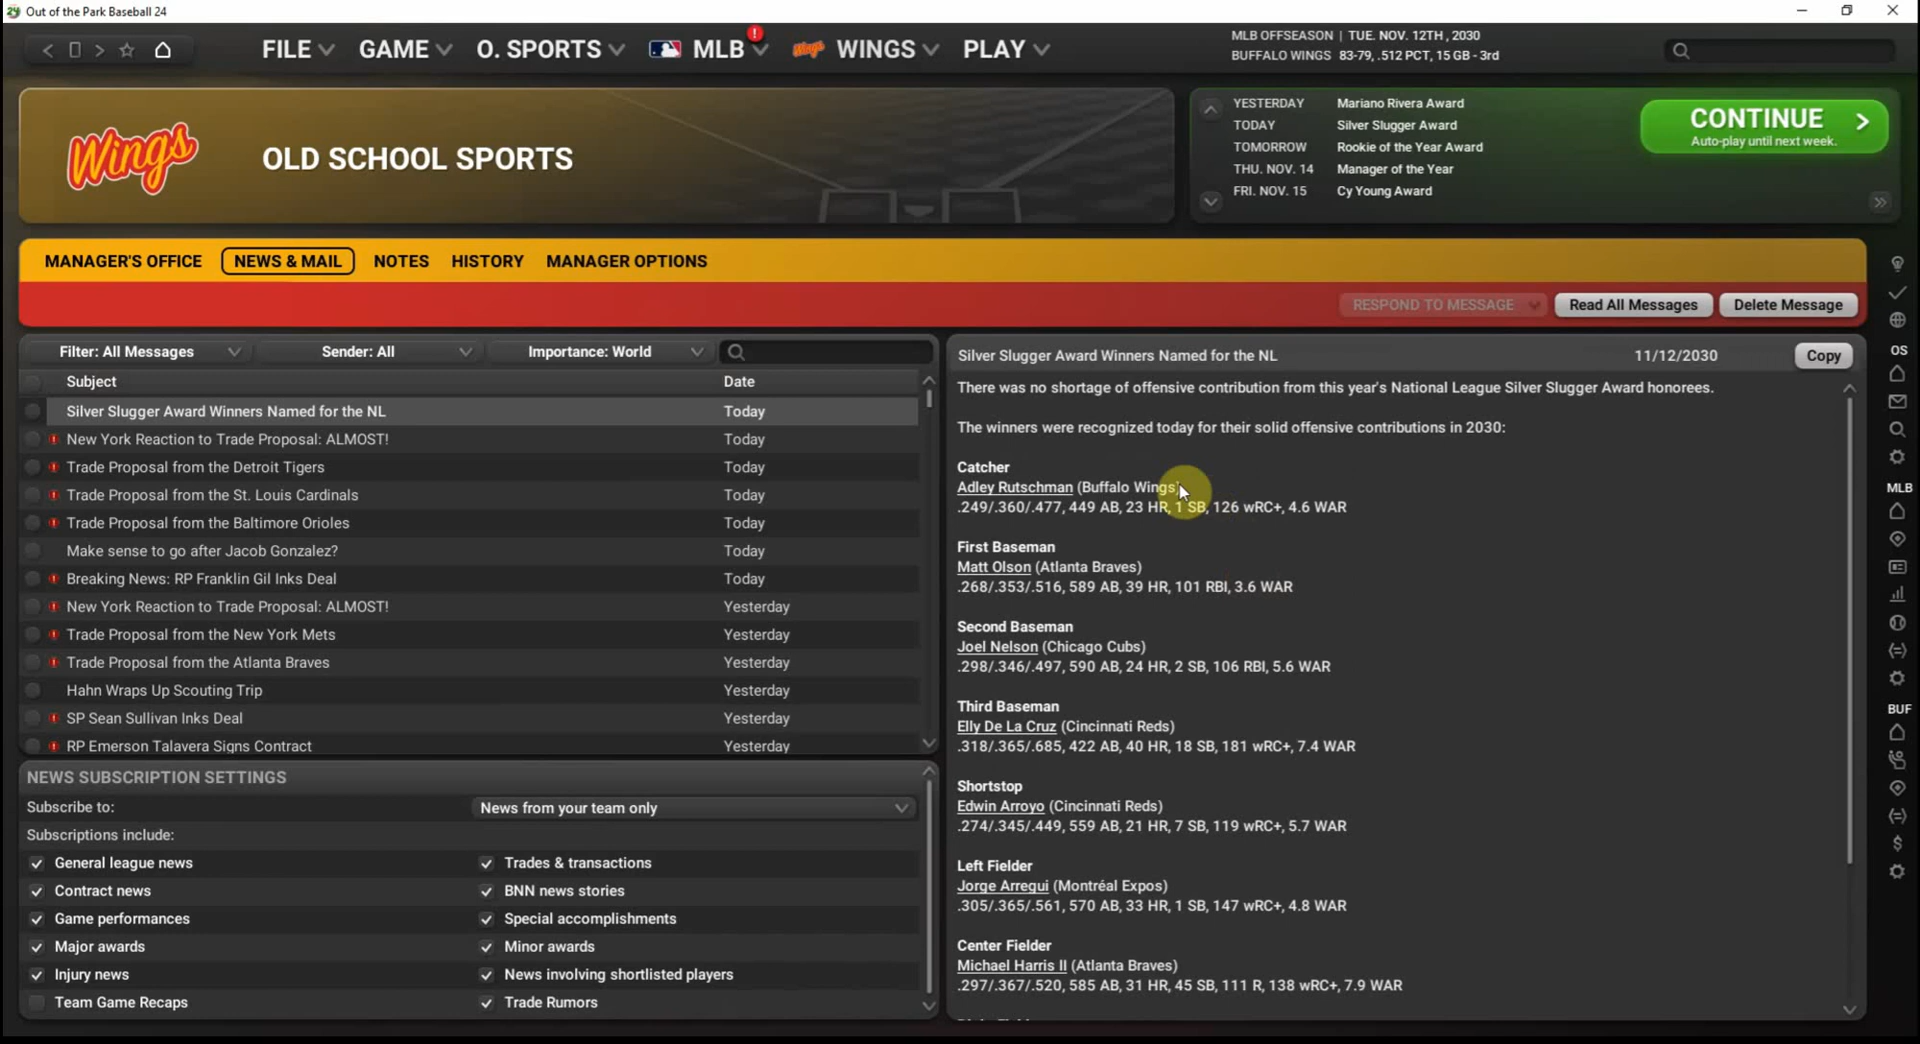 Out of the Park Baseball 24
FILE GAME O. SPORTS MLB WINGS PLAY
MLB OFFSEASON | TUE. NOV. 12TH , 2030
BUFFALO WINGS 83-79, .512 PCT, 15 GB - 3rd
Wings
OLD SCHOOL SPORTS
YESTERDAY Mariano Rivera Award
TODAY Silver Slugger Award
TOMORROW Rookie of the Year Award
THU. NOV. 14 Manager of the Year
FRI. NOV. 15 Cy Young Award
CONTINUE
Auto-play until next week.
MANAGER'S OFFICE NEWS & MAIL NOTES HISTORY MANAGER OPTIONS
RESPOND TO MESSAGE Read All Messages Delete Message
Filter: All Messages Sender: All Importance: World
Subject Date
Silver Slugger Award Winners Named for the NL Today
New York Reaction to Trade Proposal: ALMOST! Today
Trade Proposal from the Detroit Tigers Today
Trade Proposal from the St. Louis Cardinals Today
Trade Proposal from the Baltimore Orioles Today
Make sense to go after Jacob Gonzalez? Today
Breaking News: RP Franklin Gil Inks Deal Today
New York Reaction to Trade Proposal: ALMOST! Yesterday
Trade Proposal from the New York Mets Yesterday
Trade Proposal from the Atlanta Braves Yesterday
Hahn Wraps Up Scouting Trip Yesterday
SP Sean Sullivan Inks Deal Yesterday
RP Emerson Talavera Signs Contract Yesterday
NEWS SUBSCRIPTION SETTINGS
Subscribe to: News from your team only
Subscriptions include:
General league news Trades & transactions
Contract news BNN news stories
Game performances Special accomplishments
Major awards Minor awards
Injury news News involving shortlisted players
Team Game Recaps Trade Rumors
Silver Slugger Award Winners Named for the NL 11/12/2030 Copy
There was no shortage of offensive contribution from this year's National League Silver Slugger Award honorees.
The winners were recognized today for their solid offensive contributions in 2030:
Catcher
Adley Rutschman (Buffalo Wings)
.249/.360/.477, 449 AB, 23 HR, 1 SB, 126 wRC+, 4.6 WAR
First Baseman
Matt Olson (Atlanta Braves)
.268/.353/.516, 589 AB, 39 HR, 101 RBI, 3.6 WAR
Second Baseman
Joel Nelson (Chicago Cubs)
.298/.346/.497, 590 AB, 24 HR, 2 SB, 106 RBI, 5.6 WAR
Third Baseman
Elly De La Cruz (Cincinnati Reds)
.318/.365/.685, 422 AB, 40 HR, 18 SB, 181 wRC+, 7.4 WAR
Shortstop
Edwin Arroyo (Cincinnati Reds)
.274/.345/.449, 559 AB, 21 HR, 7 SB, 119 wRC+, 5.7 WAR
Left Fielder
Jorge Arregui (Montréal Expos)
.305/.365/.561, 570 AB, 33 HR, 1 SB, 147 wRC+, 4.8 WAR
Center Fielder
Michael Harris II (Atlanta Braves)
.297/.367/.520, 585 AB, 31 HR, 45 SB, 111 R, 138 wRC+, 7.9 WAR
OS
MLB
BUF